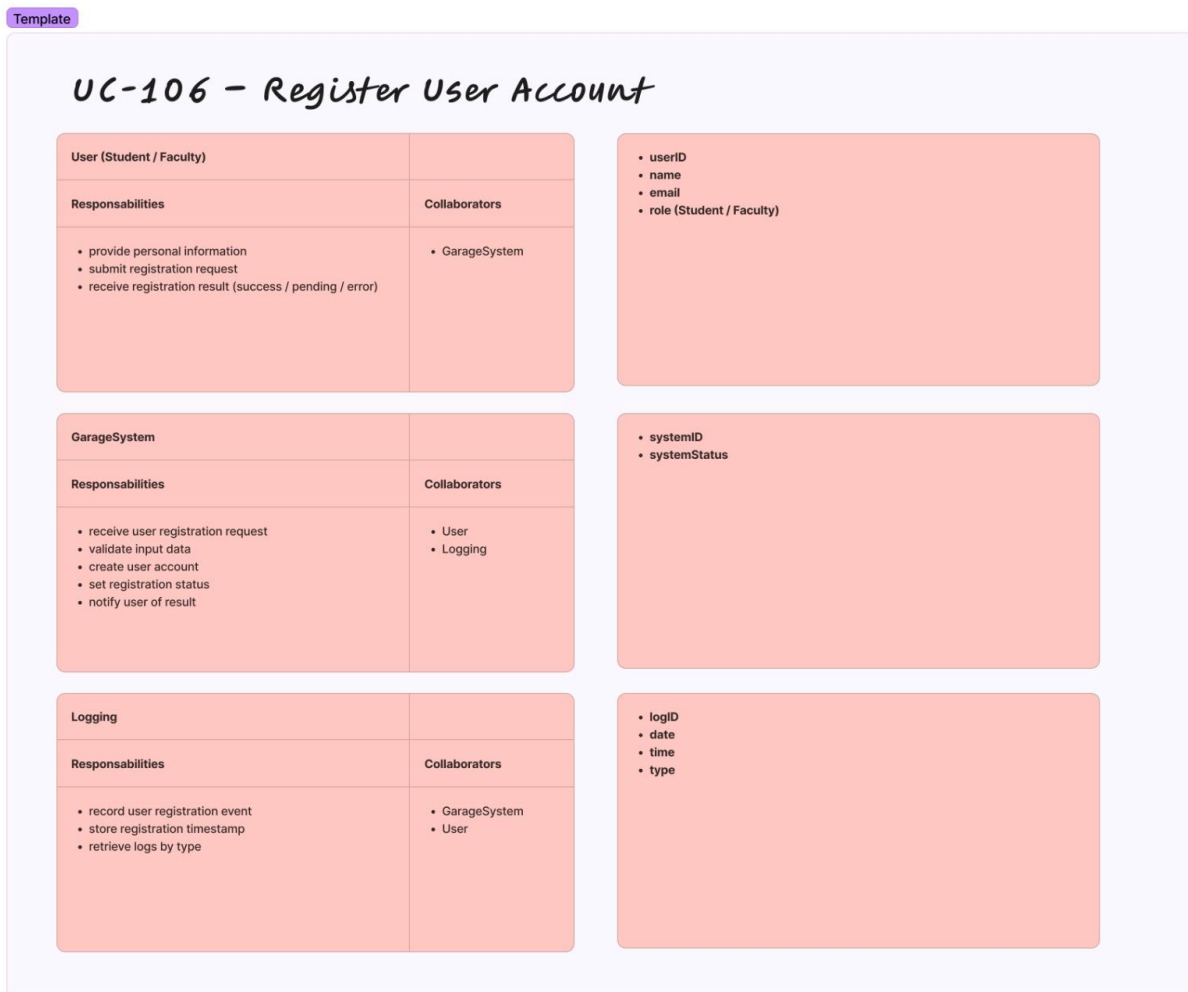 Template
UC-106 - Register User Account
User (Student / Faculty)
Responsabilities
Collaborators
• provide personal information
• submit registration request
• receive registration result (success / pending / error)
• GarageSystem
• userID
• name
• email
• role (Student / Faculty)
GarageSystem
Responsabilities
Collaborators
• receive user registration request
• validate input data
• create user account
• set registration status
• notify user of result
• User
• Logging
• systemID
• systemStatus
Logging
Responsabilities
Collaborators
• record user registration event
• store registration timestamp
• retrieve logs by type
• GarageSystem
• User
• logID
• date
• time
• type